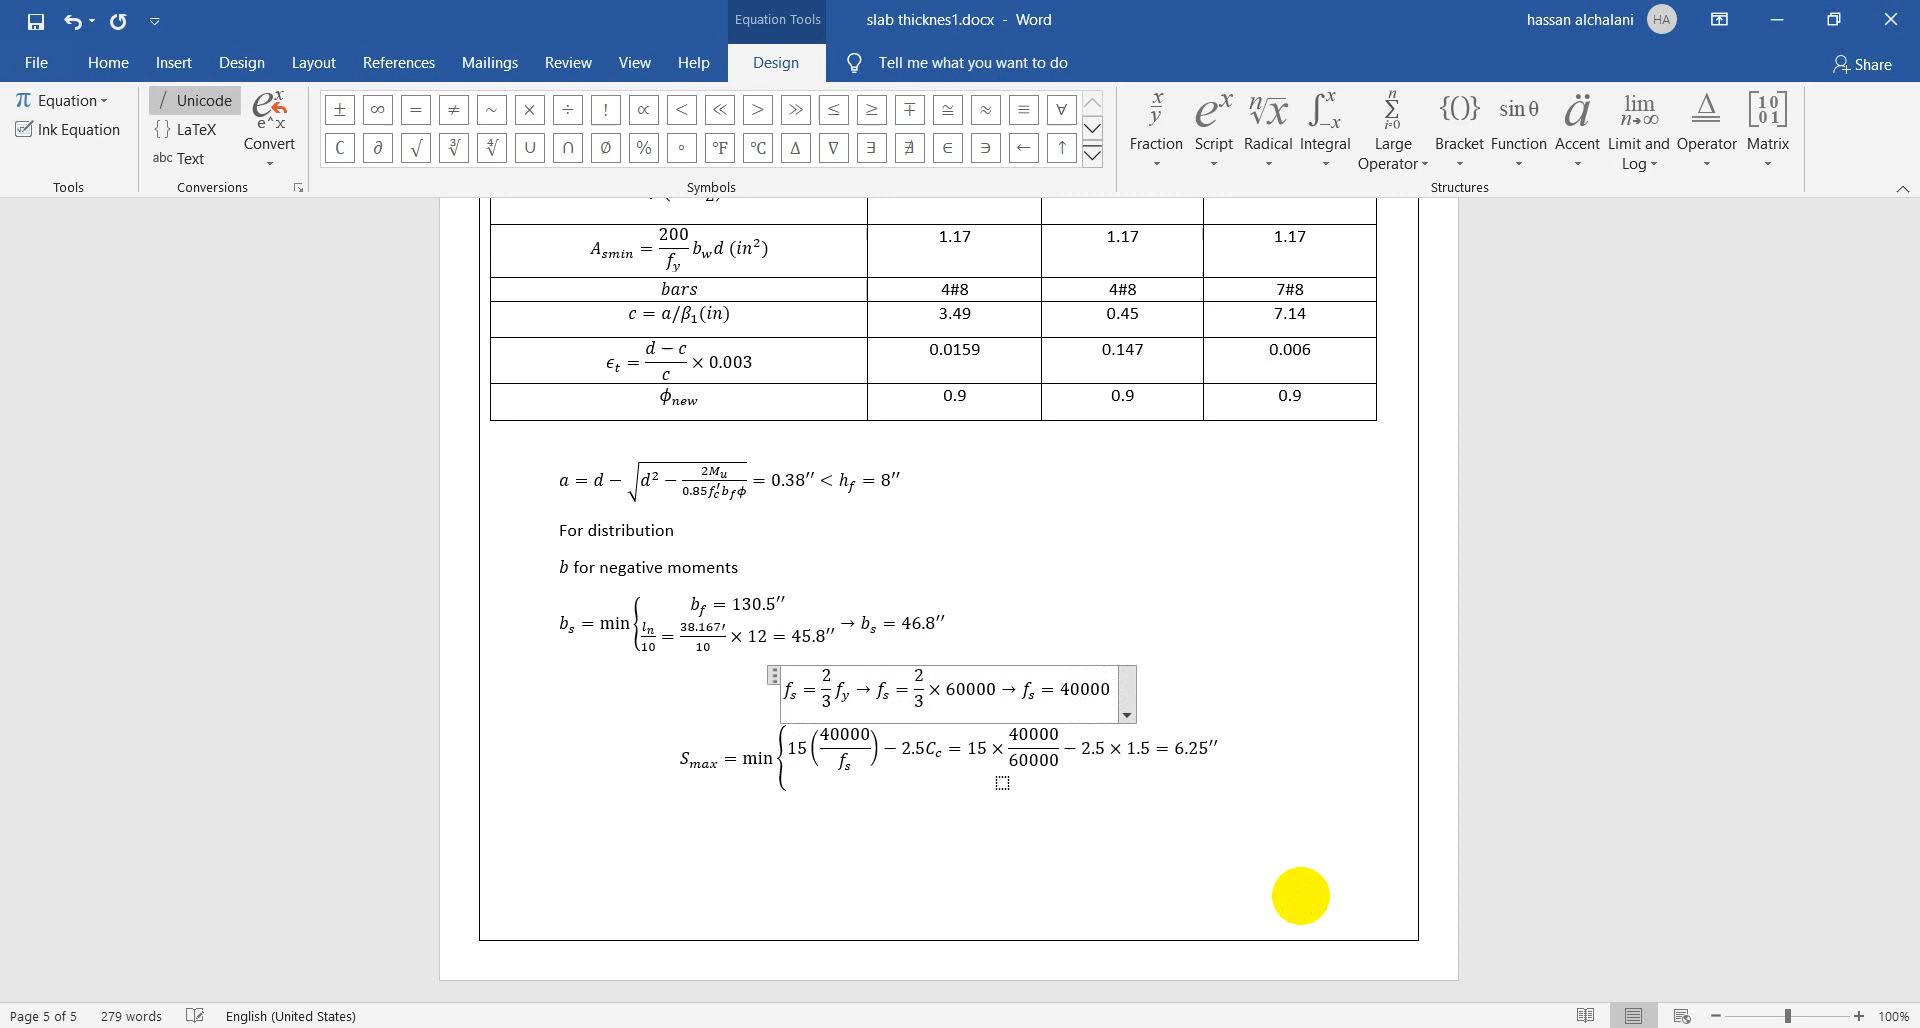 Equation Tools
slab thicknes1.docx - Word
hassan alchalani
HA
File
Home
Insert
Design
Layout
References
Mailings
Review
View
Help
Design
Tell me what you want to do
Share
π Equation
Ink Equation
Tools
/ Unicode
{} LaTeX
abc Text
e^x
Convert
Conversions
± ∞ = ≠ ~ × ÷ ! ∝ < ≪ > ≫ ≤ ≥ ∓ ≅ ≈ ≡ ∀
∁ ∂ √ ∛ ∜ ∪ ∩ ∅ % ° °F °C ∆ ∇ ∃ ∄ ∈ ∋ ← ↑
Symbols
Fraction
Script
Radical
Integral
Large Operator
Bracket
{()}
Function
sin θ
Accent
ä
Limit and Log
lim n→∞
Operator
Δ
Matrix
[1 0 0 1]
Structures
A_smin = 200/f_y b_w d (in²) 1.17 1.17 1.17
bars 4#8 4#8 7#8
c = a/β₁(in) 3.49 0.45 7.14
ϵ_t = (d − c)/c × 0.003 0.0159 0.147 0.006
ϕ_new 0.9 0.9 0.9
a = d − √(d² − 2M_u/(0.85f_c′b_fϕ)) = 0.38′′ < h_f = 8′′
For distribution
b for negative moments
b_s = min { b_f = 130.5′′
l_n/10 = 38.167′/10 × 12 = 45.8′′ → b_s = 46.8′′
f_s = 2/3 f_y → f_s = 2/3 × 60000 → f_s = 40000
S_max = min { 15(40000/f_s) − 2.5C_c = 15 × 40000/60000 − 2.5 × 1.5 = 6.25′′
Page 5 of 5
279 words
English (United States)
100%